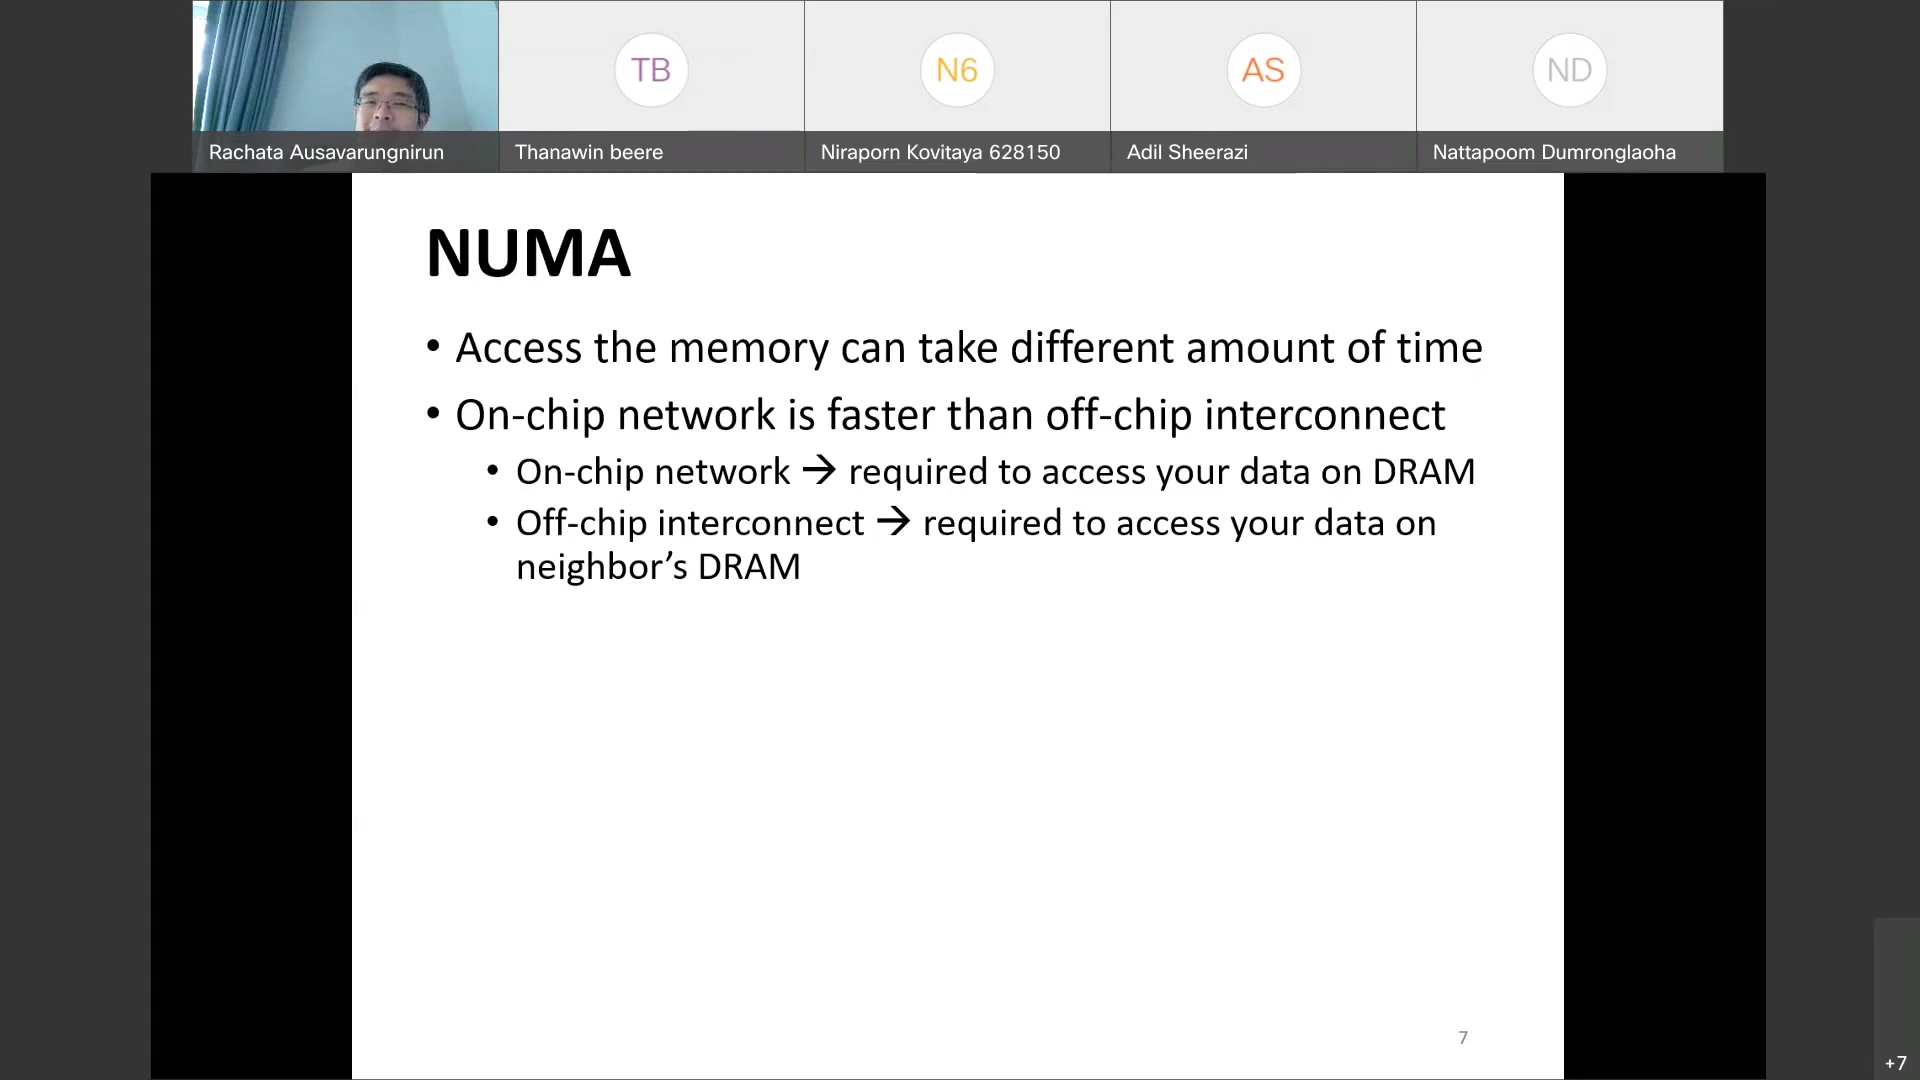 TB
N6
AS
ND
Rachata Ausavarungnirun
Thanawin beere
Niraporn Kovitaya 628150
Adil Sheerazi
Nattapoom Dumronglaoha
NUMA
• Access the memory can take different amount of time
• On-chip network is faster than off-chip interconnect
• On-chip network → required to access your data on DRAM
• Off-chip interconnect → required to access your data on
neighbor’s DRAM
7
+7